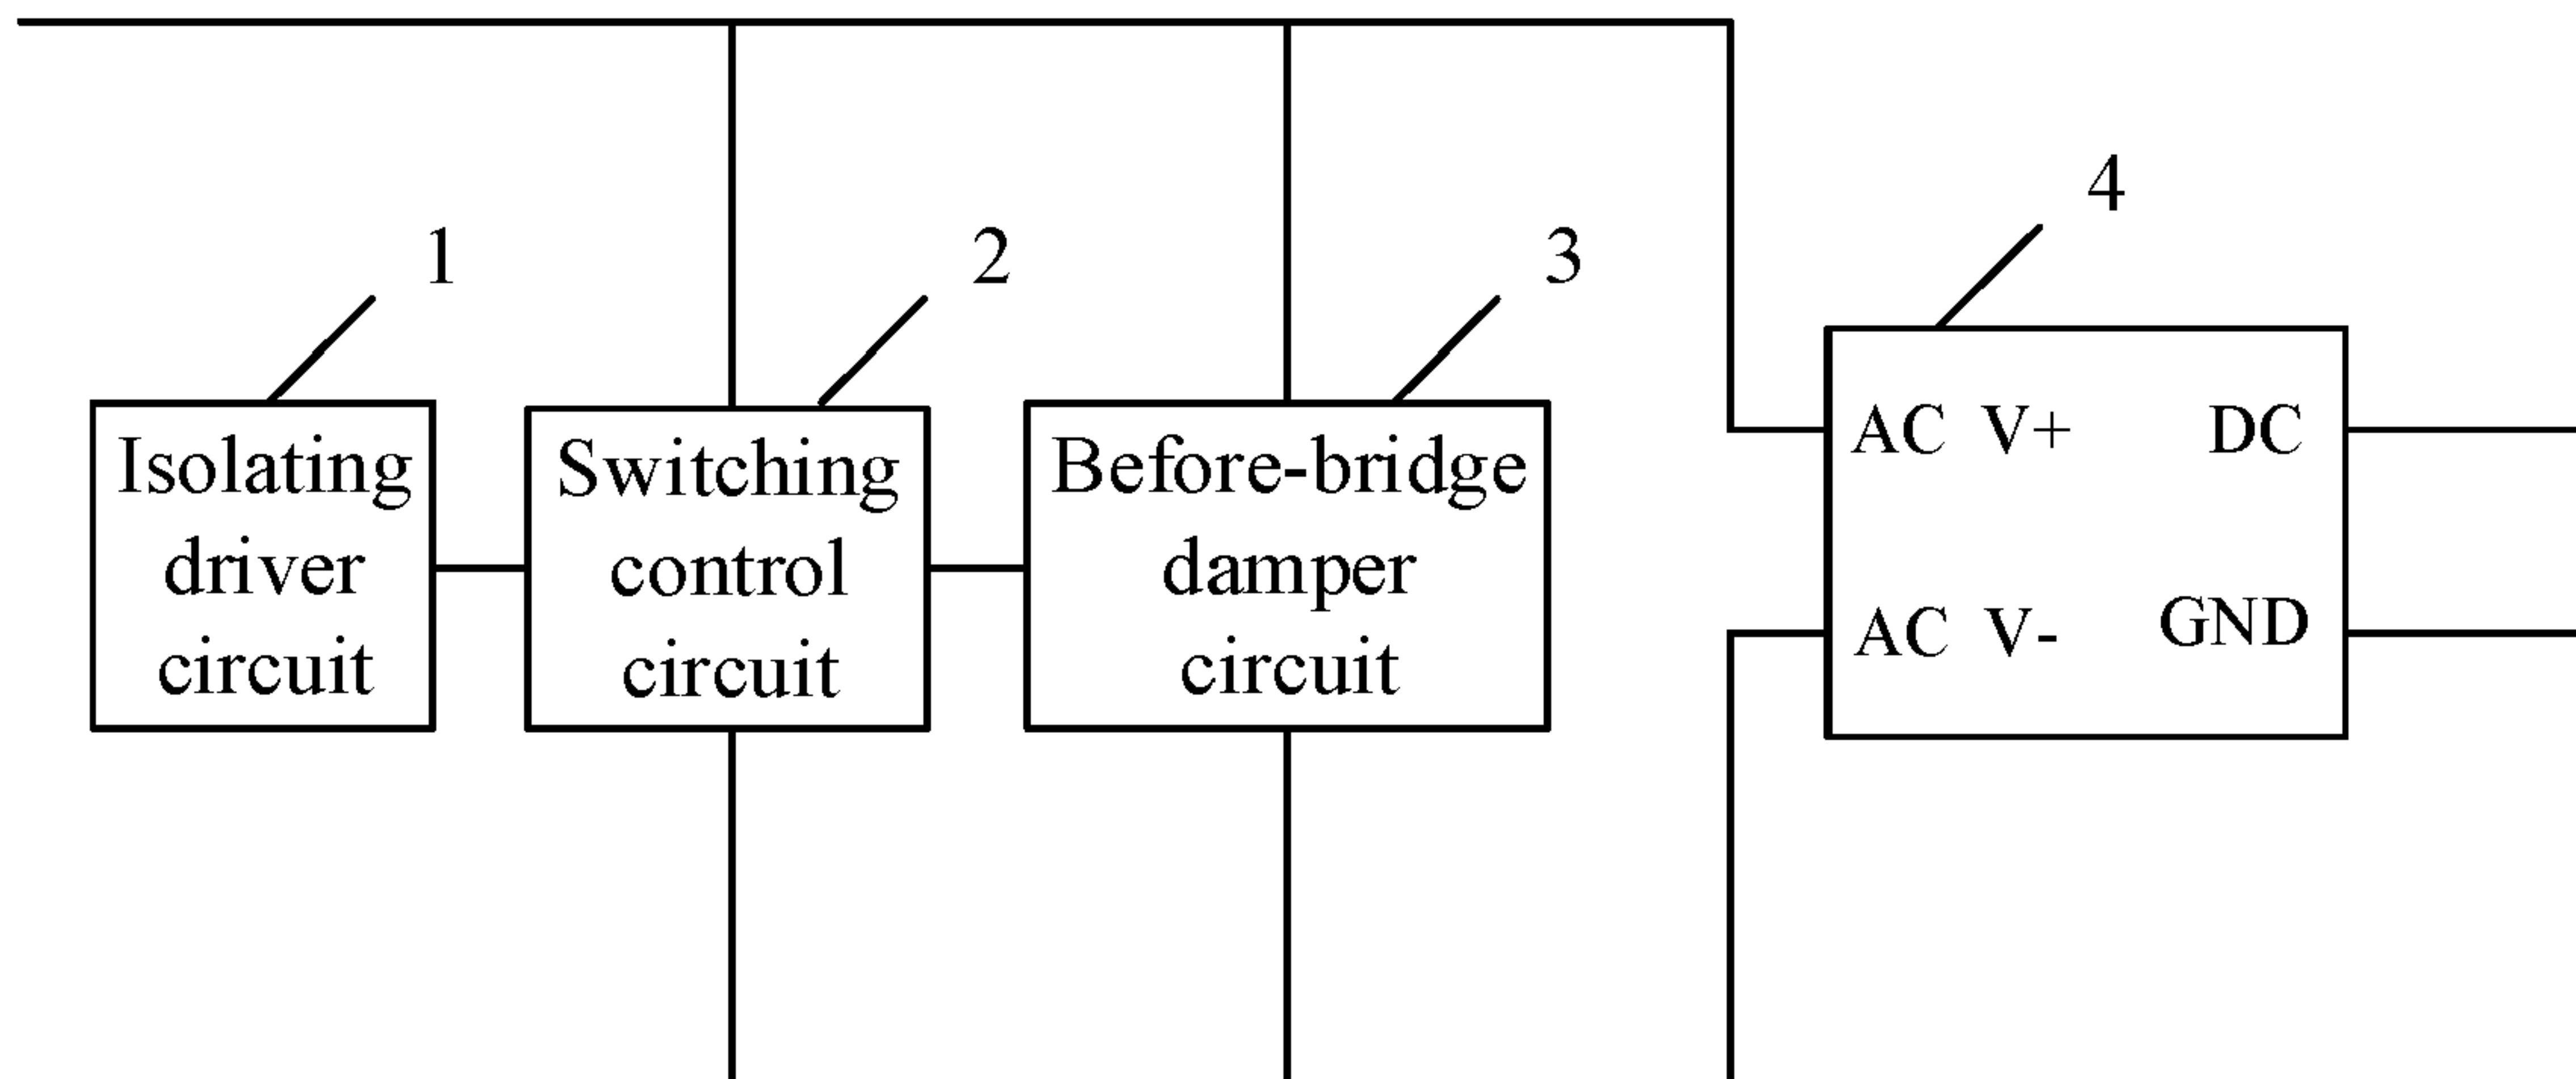 1
2
3
4
Isolating
driver
circuit
Switching
control
circuit
Before-bridge
damper
circuit
AC V+ DC
AC V- GND